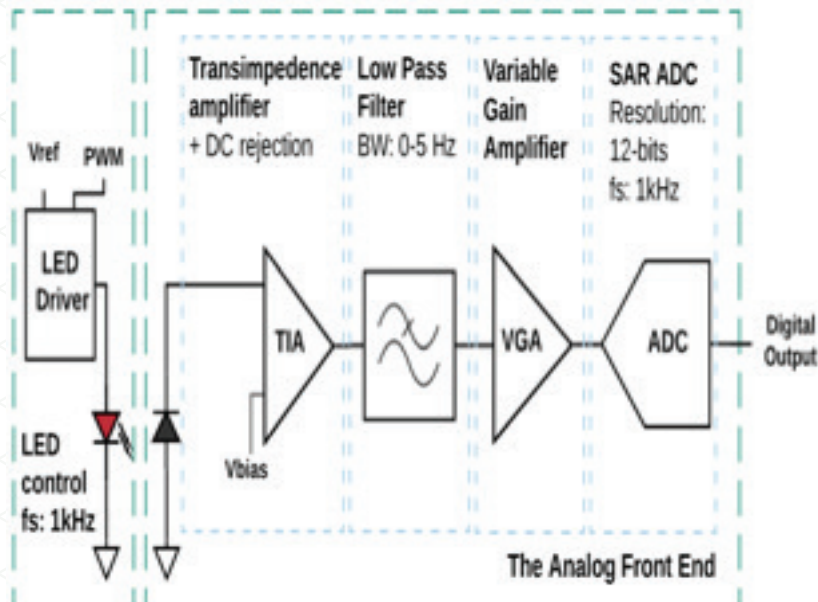 Transimpedence
amplifier
+ DC rejection
Low Pass
Filter
BW: 0-5 Hz
Variable
Gain
Amplifier
SAR ADC
Resolution:
12-bits
fs: 1kHz
Vref
PWM
LED
Driver
TIA
VGA
ADC
Digital
Output
Vbias
LED
control
fs: 1kHz
The Analog Front End